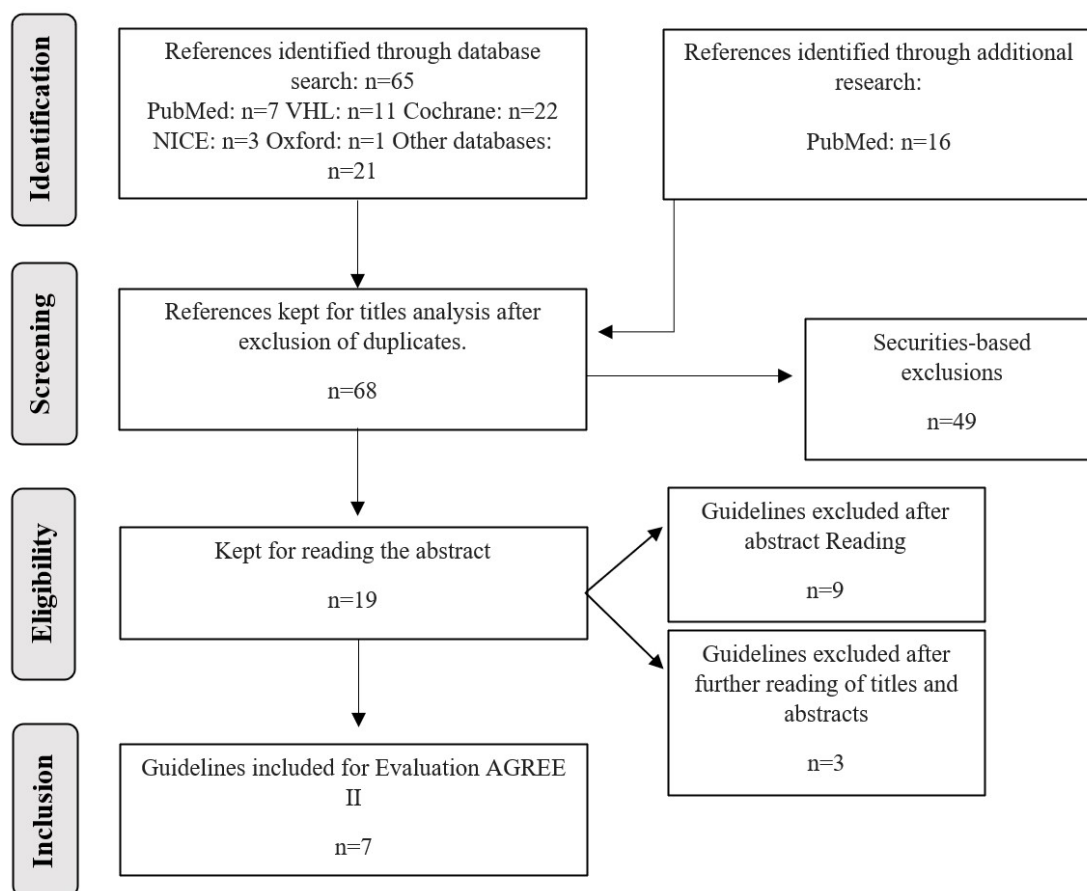 Identification
References identified through database
search: n=65
PubMed: n=7 VHL: n=11 Cochrane: n=22
NICE: n=3 Oxford: n=1 Other databases:
n=21
References identified through additional
research:
PubMed: n=16
Screening
References kept for titles analysis after
exclusion of duplicates.
n=68
Securities-based
exclusions
n=49
Eligibility
Kept for reading the abstract
n=19
Guidelines excluded after
abstract Reading
n=9
Guidelines excluded after
further reading of titles and
abstracts
n=3
Inclusion
Guidelines included for Evaluation AGREE
II
n=7